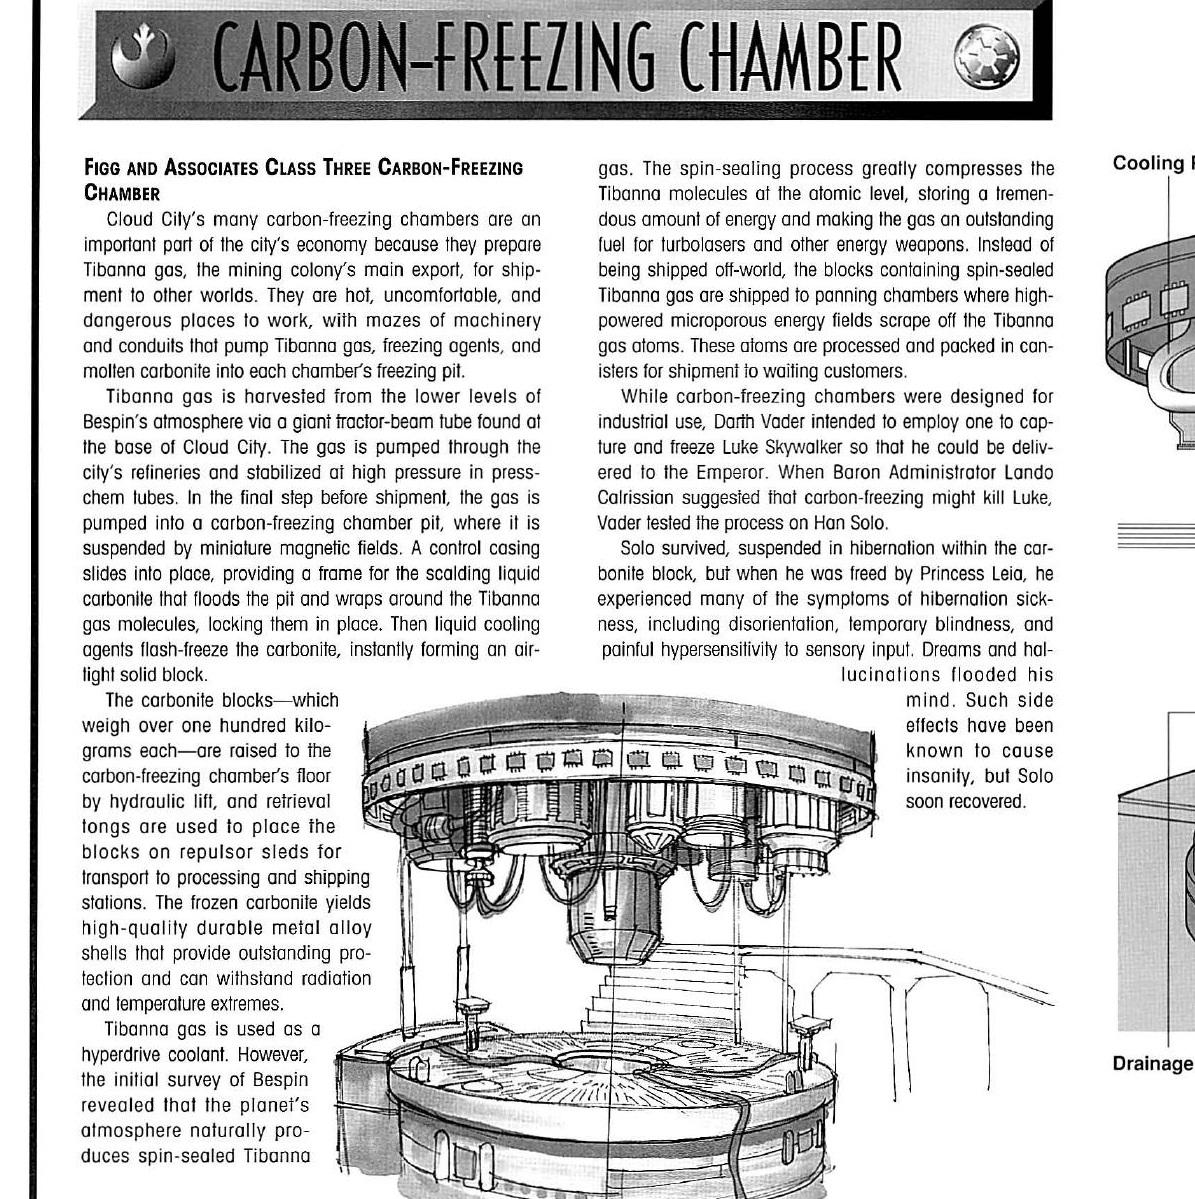 CARBON-FREEZING CHAMBER
FIGG AND ASSOCIATES CLASS THREE CARBON-FREEZING
CHAMBER
Cloud City's many carbon-freezing chambers are an
important part of the city's economy because they prepare
Tibanna gas, the mining colony's main export, for ship-
ment to other worlds. They are hot, uncomfortable, and
dangerous places to work, with mazes of machinery
and conduits that pump Tibanna gas, freezing agents, and
molten carbonite into each chamber's freezing pit.
Tibanna gas is harvested from the lower levels of
Bespin's atmosphere via a giant tractor-beam tube found at
the base of Cloud City. The gas is pumped through the
city's refineries and stabilized at high pressure in press-
chem tubes. In the final step before shipment, the gas is
pumped into a carbon-freezing chamber pit, where it is
suspended by miniature magnetic fields. A control casing
slides into place, providing a frame for the scalding liquid
carbonite that floods the pit and wraps around the Tibanna
gas molecules, locking them in place. Then liquid cooling
agents flash-freeze the carbonite, instantly forming an air-
tight solid block.
The carbonite blocks—which
weigh over one hundred kilo-
grams each—are raised to the
carbon-freezing chamber's floor
by hydraulic lift, and retrieval
tongs are used to place the
blocks on repulsor sleds for
transport to processing and shipping
stations. The frozen carbonite yields
high-quality durable metal alloy
shells that provide outstanding pro-
tection and can withstand radiation
and temperature extremes.
Tibanna gas is used as a
hyperdrive coolant. However,
the initial survey of Bespin
revealed that the planet's
atmosphere naturally pro-
duces spin-sealed Tibanna
gas. The spin-sealing process greatly compresses the
Tibanna molecules at the atomic level, storing a tremen-
dous amount of energy and making the gas an outstanding
fuel for turbolasers and other energy weapons. Instead of
being shipped off-world, the blocks containing spin-sealed
Tibanna gas are shipped to panning chambers where high-
powered microporous energy fields scrape off the Tibanna
gas atoms. These atoms are processed and packed in can-
isters for shipment to waiting customers.
While carbon-freezing chambers were designed for
industrial use, Darth Vader intended to employ one to cap-
ture and freeze Luke Skywalker so that he could be deliv-
ered to the Emperor. When Baron Administrator Lando
Calrissian suggested that carbon-freezing might kill Luke,
Vader tested the process on Han Solo.
Solo survived, suspended in hibernation within the car-
bonite block, but when he was freed by Princess Leia, he
experienced many of the symptoms of hibernation sick-
ness, including disorientation, temporary blindness, and
painful hypersensitivity to sensory input. Dreams and hal-
lucinations flooded his
mind. Such side
effects have been
known to cause
insanity, but Solo
soon recovered.
Cooling
Drainage